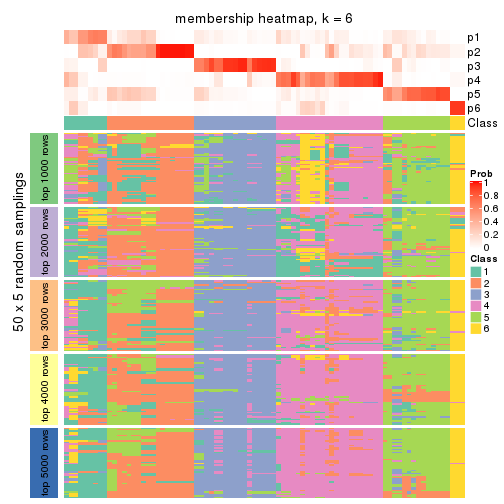 membership heatmap, k = 6
p1
p2
p3
p4
p5
p6
Class
50 x 5 random samplings
top 1000 rows
top 2000 rows
top 3000 rows
top 4000 rows
top 5000 rows
Prob
1
0.8
0.6
0.4
0.2
0
Class
1
2
3
4
5
6